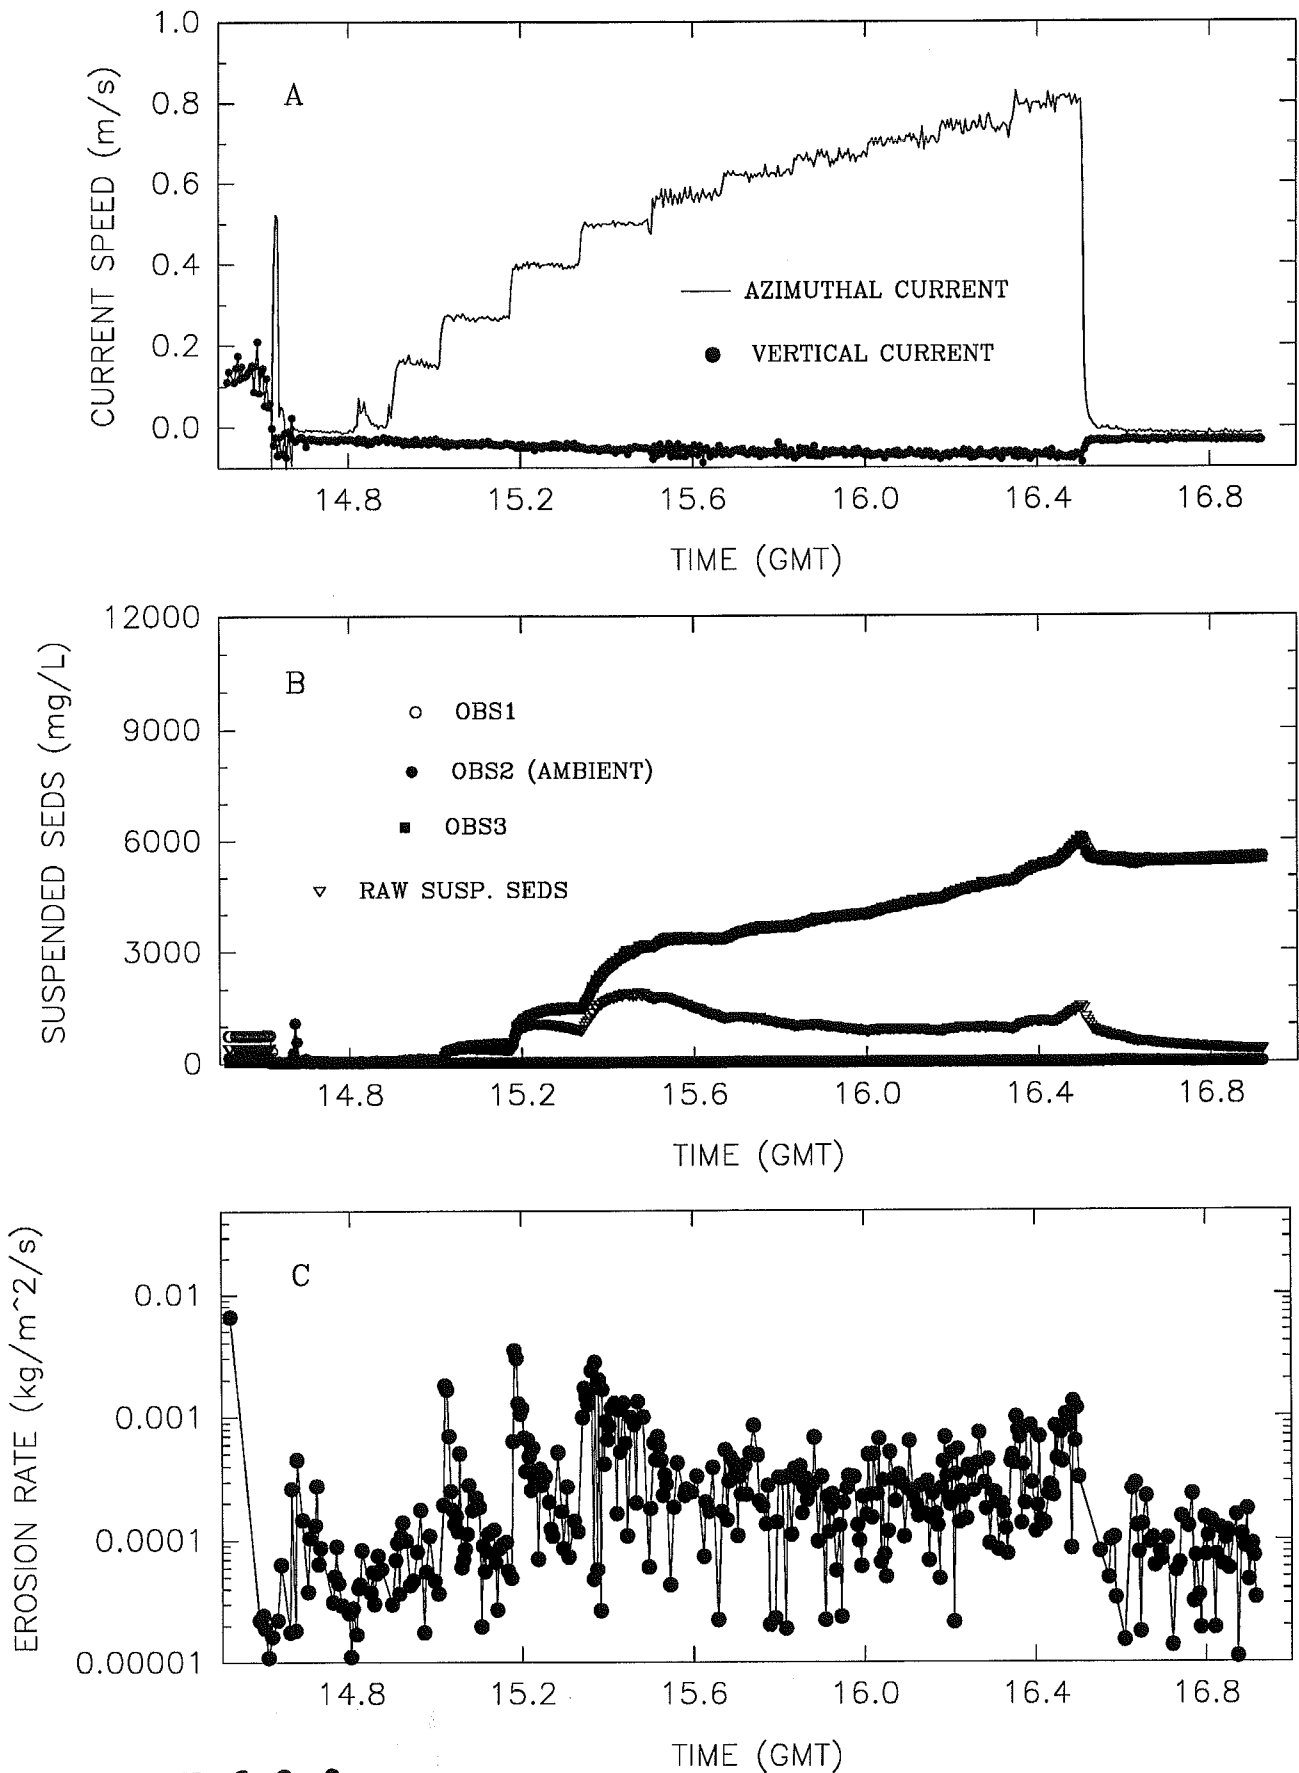 1.0
A
0.8
0.6
0.4
0.2
0.0
CURRENT SPEED (m/s)
AZIMUTHAL CURRENT
VERTICAL CURRENT
14.8 15.2 15.6 16.0 16.4 16.8
TIME (GMT)
12000
B
9000
6000
3000
0
SUSPENDED SEDS (mg/L)
OBS1
OBS2 (AMBIENT)
OBS3
RAW SUSP. SEDS
14.8 15.2 15.6 16.0 16.4 16.8
TIME (GMT)
C
0.01
0.001
0.0001
0.00001
EROSION RATE (kg/m^2/s)
14.8 15.2 15.6 16.0 16.4 16.8
TIME (GMT)